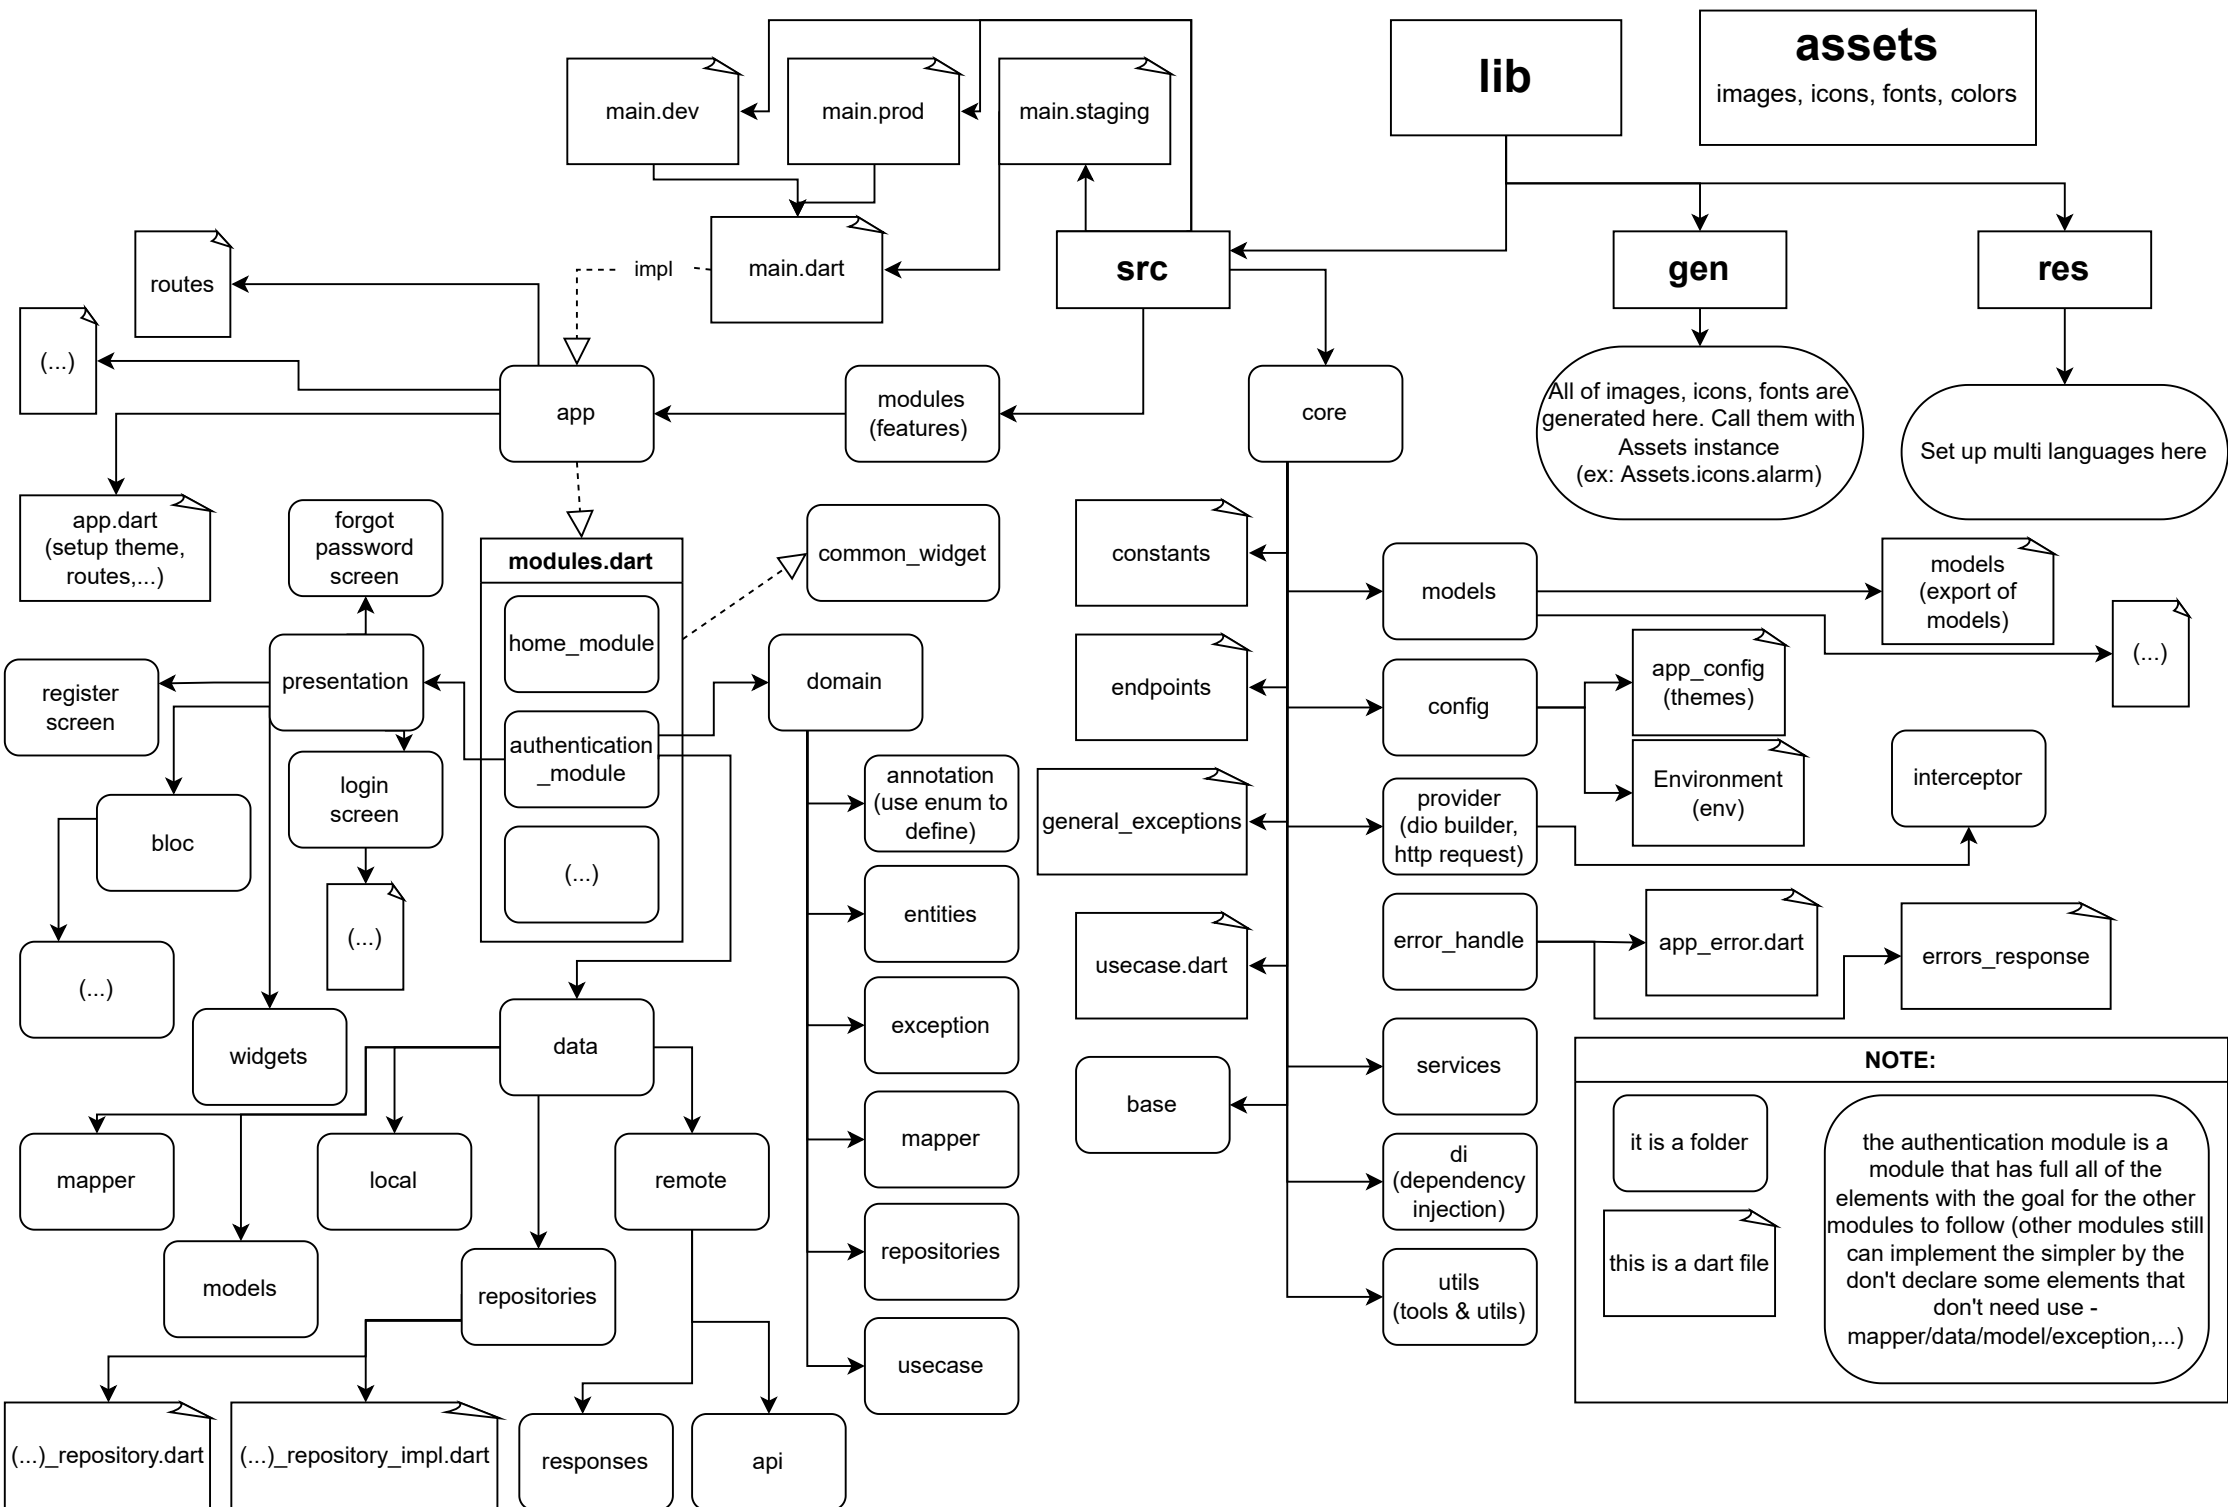 lib
assets
images, icons, fonts, colors
main.dev
main.prod
main.staging
routes
impl
main.dart
src
gen
res
(...)
app
modules
(features)
core
All of images, icons, fonts are
generated here. Call them with
Assets instance
(ex: Assets.icons.alarm)
Set up multi languages here
app.dart
(setup theme,
routes,...)
forgot
password
screen
modules.dart
common_widget
constants
models
models
(export of
models)
home_module
(...)
register
screen
presentation
domain
endpoints
config
app_config
(themes)
authentication
_module
login
screen
annotation
(use enum to
define)
general_exceptions
provider
(dio builder,
http request)
Environment
(env)
interceptor
bloc
(...)
entities
(...)
usecase.dart
error_handle
app_error.dart
errors_response
(...)
widgets
data
exception
base
services
NOTE:
mapper
local
remote
mapper
di
(dependency
injection)
it is a folder
the authentication module is a
module that has full all of the
elements with the goal for the other
modules to follow (other modules still
can implement the simpler by the
don't declare some elements that
don't need use -
mapper/data/model/exception,...)
models
repositories
repositories
utils
(tools & utils)
this is a dart file
usecase
(...)_repository.dart
(...)_repository_impl.dart
responses
api